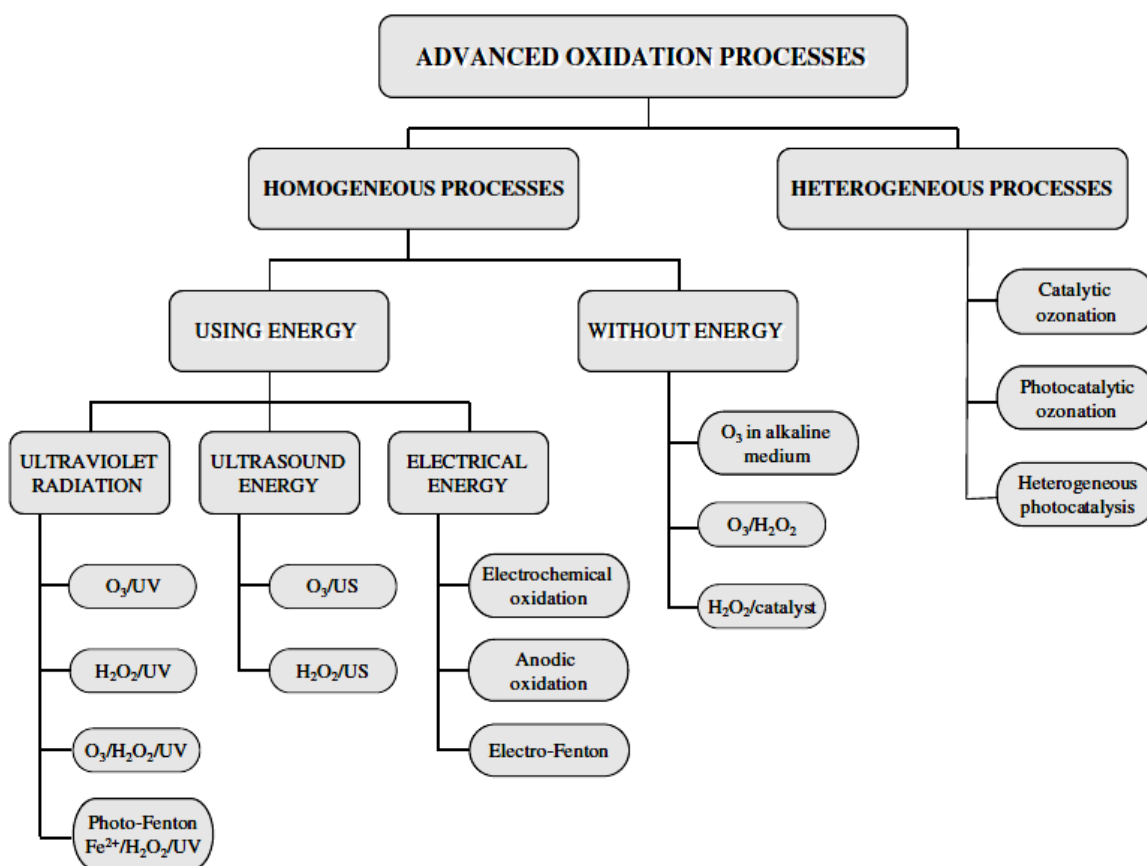 ADVANCED OXIDATION PROCESSES
HOMOGENEOUS PROCESSES
HETEROGENEOUS PROCESSES
USING ENERGY
WITHOUT ENERGY
Catalytic
ozonation
Photocatalytic
ozonation
Heterogeneous
photocatalysis
ULTRAVIOLET
RADIATION
ULTRASOUND
ENERGY
ELECTRICAL
ENERGY
O₃ in alkaline
medium
O₃/H₂O₂
H₂O₂/catalyst
O₃/UV
H₂O₂/UV
O₃/H₂O₂/UV
Photo-Fenton
Fe²⁺/H₂O₂/UV
O₃/US
H₂O₂/US
Electrochemical
oxidation
Anodic
oxidation
Electro-Fenton